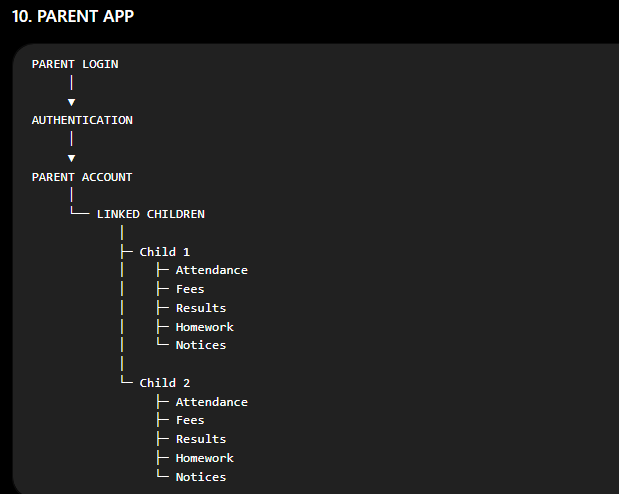 10. PARENT APP
PARENT LOGIN
│
▼
AUTHENTICATION
│
▼
PARENT ACCOUNT
│
└── LINKED CHILDREN
│
├─ Child 1
│ ├─ Attendance
│ ├─ Fees
│ ├─ Results
│ ├─ Homework
│ └─ Notices
│
└─ Child 2
├─ Attendance
├─ Fees
├─ Results
├─ Homework
└─ Notices